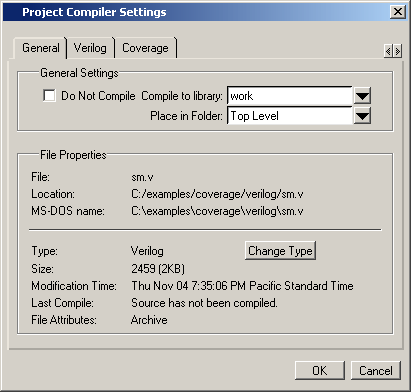 Project Compiler Settings
General Verilog Coverage
General Settings
Do Not Compile Compile to library: work
Place in Folder: Top Level
File Properties
File: sm.v
Location: C:/examples/coverage/verilog/sm.v
MS-DOS name: C:\examples\coverage\verilog\sm.v
Type: Verilog Change Type
Size: 2459 (2KB)
Modification Time: Thu Nov 04 7:35:06 PM Pacific Standard Time
Last Compile: Source has not been compiled.
File Attributes: Archive
OK Cancel